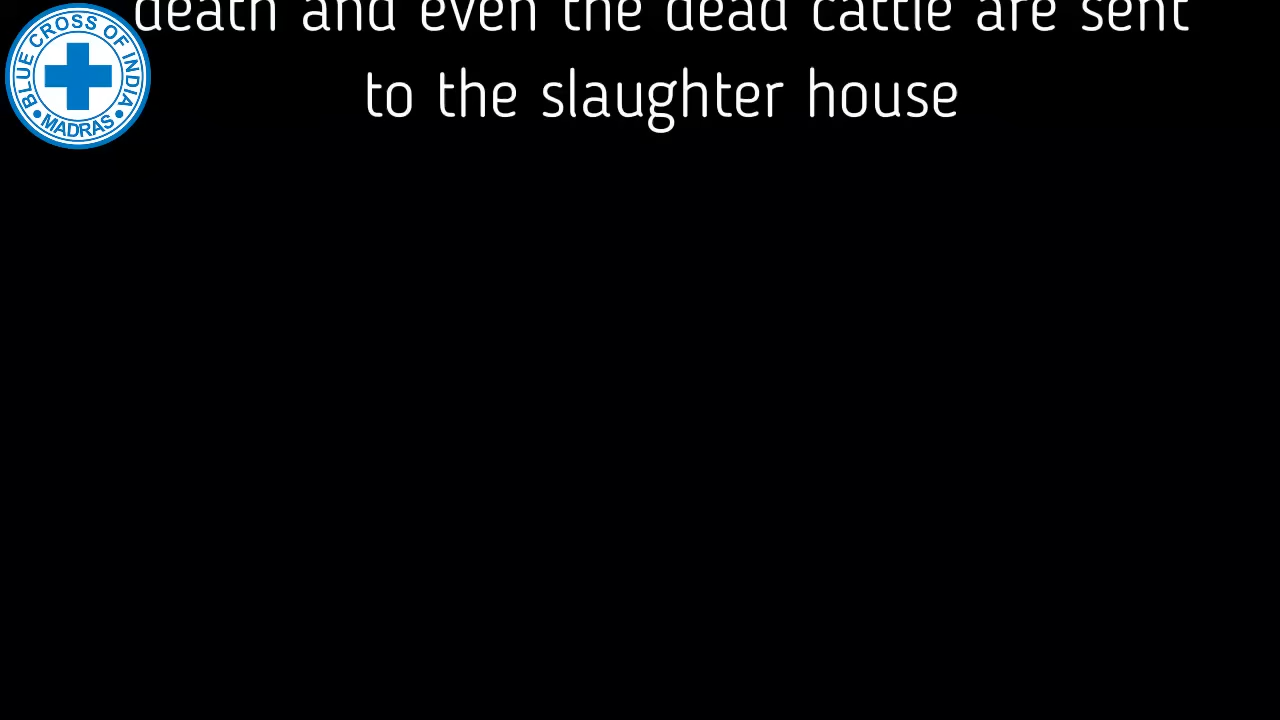 BLUE CROSS OF INDIA
MADRAS
death and even the dead cattle are sent
to the slaughter house